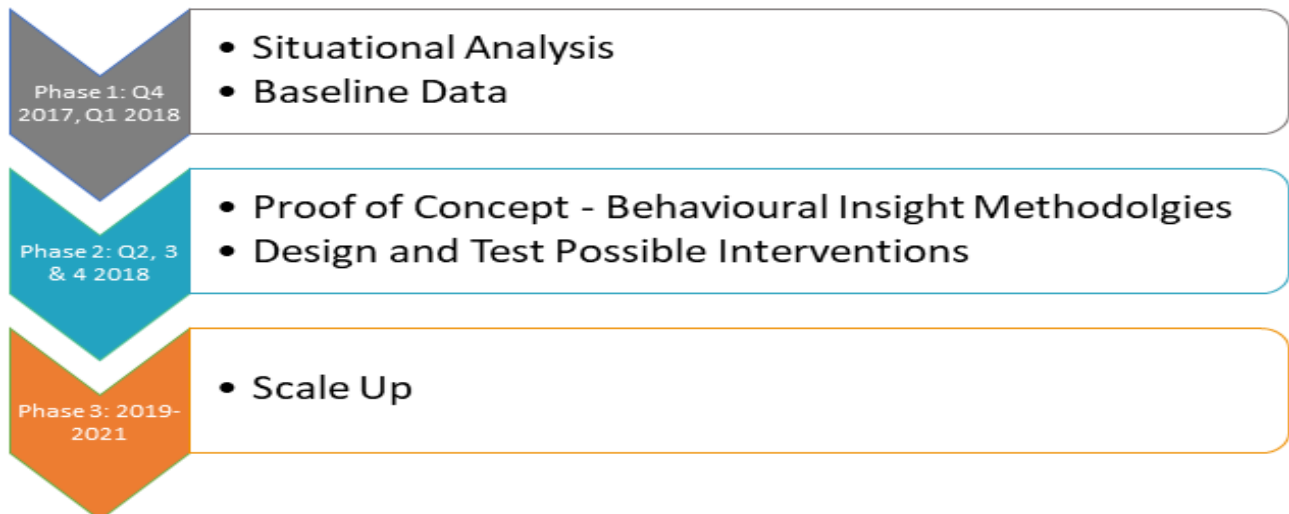 Phase 1: Q4
2017, Q1 2018
• Situational Analysis
• Baseline Data
Phase 2: Q2, 3
& 4 2018
• Proof of Concept - Behavioural Insight Methodolgies
• Design and Test Possible Interventions
Phase 3: 2019-
2021
• Scale Up